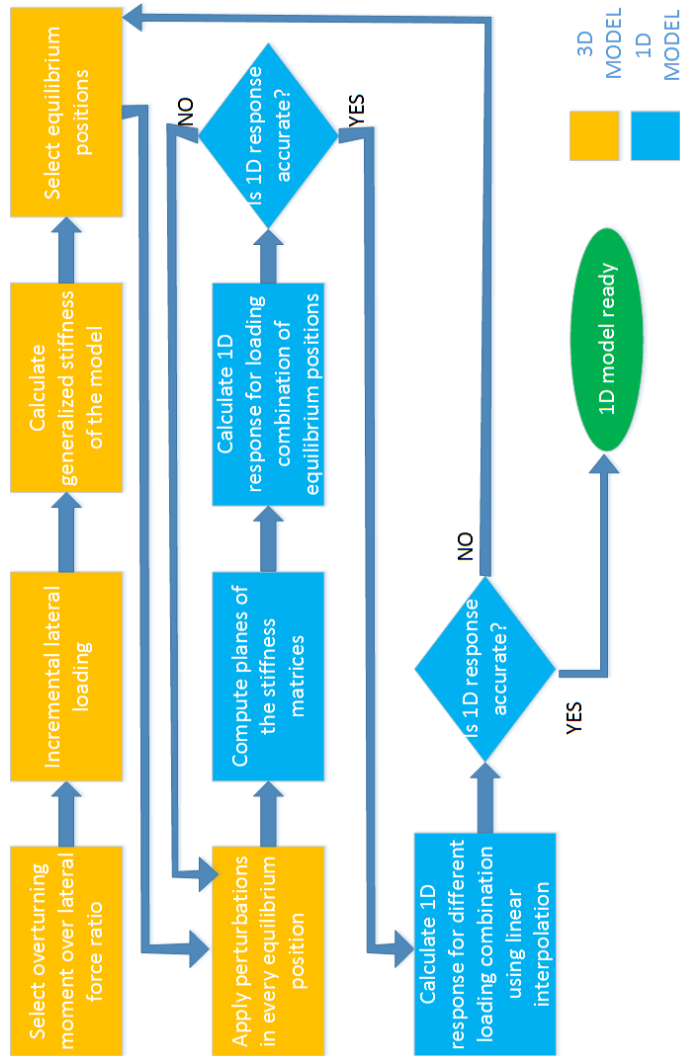 Select overturning
moment over lateral
force ratio
Incremental lateral
loading
Calculate
generalized stiffness
of the model
Select equilibrium
positions
Apply perturbations
in every equilibrium
position
Compute planes of
the stiffness
matrices
Calculate 1D
response for loading
combination of
equilibrium positions
Is 1D response
accurate?
NO
YES
Calculate 1D
response for different
loading combination
using linear
interpolation
Is 1D response
accurate?
NO
YES
1D model ready
3D
MODEL
1D
MODEL